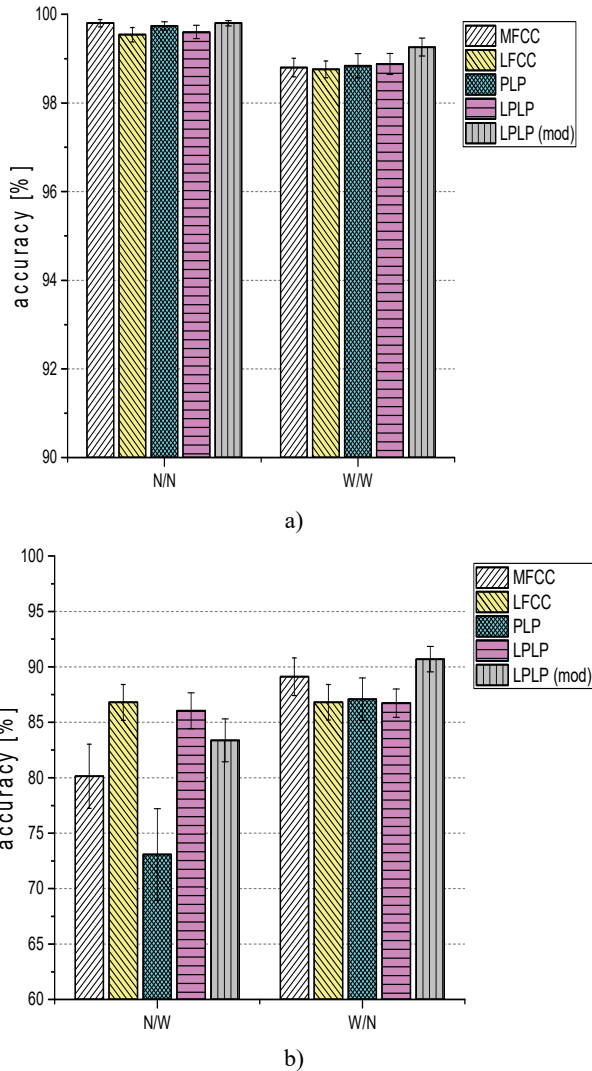 100
98
96
94
92
90
accuracy [%]
N/N
W/W
MFCC
LFCC
PLP
LPLP
LPLP (mod)
a)
100
95
90
85
80
75
70
65
60
accuracy [%]
N/W
W/N
MFCC
LFCC
PLP
LPLP
LPLP (mod)
b)